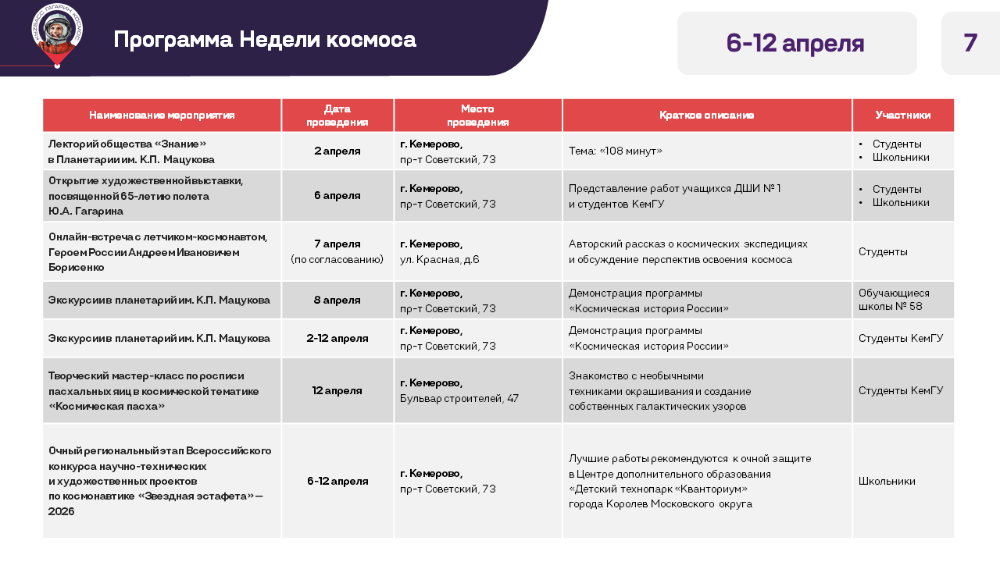 КУЗБАСС ГАГАРИН КОСМОС
Программа Недели космоса
6-12 апреля
7
Наименование мероприятия
Дата
проведения
Место
проведения
Краткое описание
Участники
Лекторий общества «Знание»
в Планетарии им. К.П. Мацукова
2 апреля
г. Кемерово,
пр-т Советский, 73
Тема: «108 минут»
• Студенты
• Школьники
Открытие художественной выставки,
посвященной 65-летию полета
Ю.А. Гагарина
6 апреля
г. Кемерово,
пр-т Советский, 73
Представление работ учащихся ДШИ № 1
и студентов КемГУ
• Студенты
• Школьники
Онлайн-встреча с летчиком-космонавтом,
Героем России Андреем Ивановичем
Борисенко
7 апреля
(по согласованию)
г. Кемерово,
ул. Красная, д.6
Авторский рассказ о космических экспедициях
и обсуждение перспектив освоения космоса
Студенты
Экскурсии в планетарий им. К.П. Мацукова
8 апреля
г. Кемерово,
пр-т Советский, 73
Демонстрация программы
«Космическая история России»
Обучающиеся
школы № 58
Экскурсии в планетарий им. К.П. Мацукова
2-12 апреля
г. Кемерово,
пр-т Советский, 73
Демонстрация программы
«Космическая история России»
Студенты КемГУ
Творческий мастер-класс по росписи
пасхальных яиц в космической тематике
«Космическая пасха»
12 апреля
г. Кемерово,
Бульвар строителей, 47
Знакомство с необычными
техниками окрашивания и создание
собственных галактических узоров
Студенты КемГУ
Очный региональный этап Всероссийского
конкурса научно-технических
и художественных проектов
по космонавтике «Звездная эстафета» —
2026
6-12 апреля
г. Кемерово,
пр-т Советский, 73
Лучшие работы рекомендуются к очной защите
в Центре дополнительного образования
«Детский технопарк «Кванториум»
города Королев Московского округа
Школьники